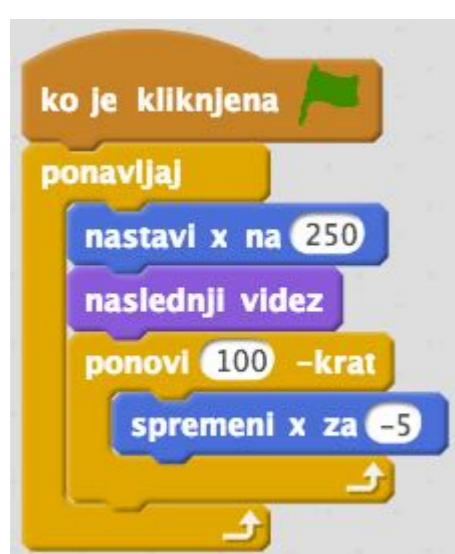 ko je kliknjena
ponavljaj
nastavi x na 250
naslednji videz
ponovi 100 -krat
spremeni x za -5